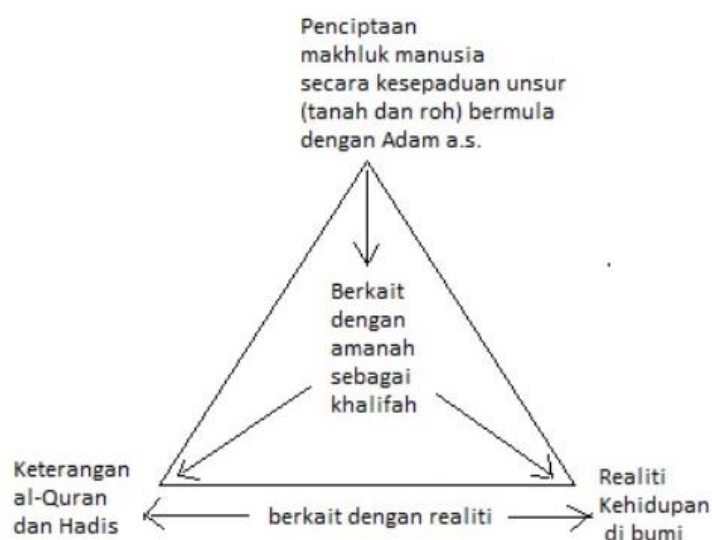 Penciptaan
makhluk manusia
secara kesepaduan unsur
(tanah dan roh) bermula
dengan Adam a.s.
Berkait
dengan
amanah
sebagai
khalifah
Keterangan
al-Quran
dan Hadis
berkait dengan realiti
Realiti
Kehidupan
di bumi